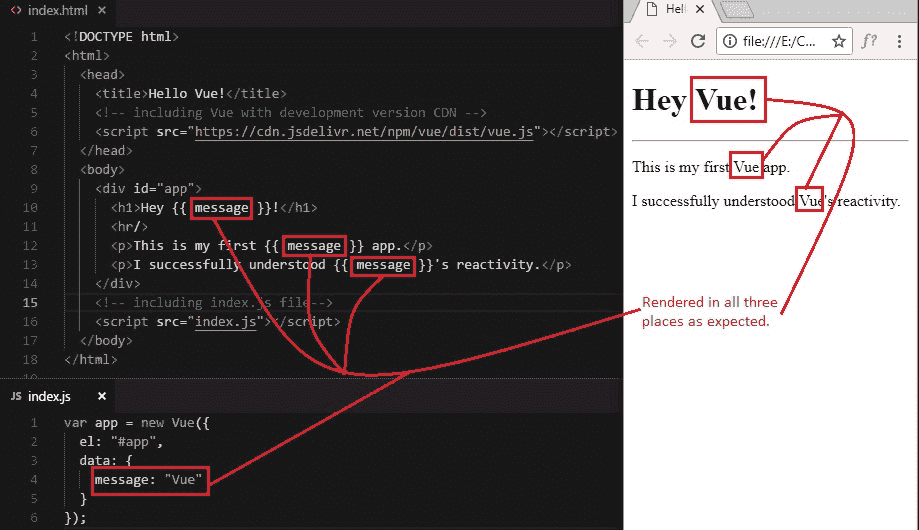 <> index.html ×
1 <!DOCTYPE html>
2 <html>
3 <head>
4 <title>Hello Vue!</title>
5 <!-- including Vue with development version CDN -->
6 <script src="https://cdn.jsdelivr.net/npm/vue/dist/vue.js"></script>
7 </head>
8 <body>
9 <div id="app">
10 <h1>Hey {{ message }}!</h1>
11 <hr/>
12 <p>This is my first {{ message }} app.</p>
13 <p>I successfully understood {{ message }}'s reactivity.</p>
14 </div>
15 <!-- including index.js file-->
16 <script src="index.js"></script>
17 </body>
18 </html>
JS index.js ×
1 var app = new Vue({
2 el: "#app",
3 data: {
4 message: "Vue"
5 }
6 });
Hell ×
file:///E:/C...
f?
Hey Vue!
This is my first Vue app.
I successfully understood Vue's reactivity.
Rendered in all three
places as expected.